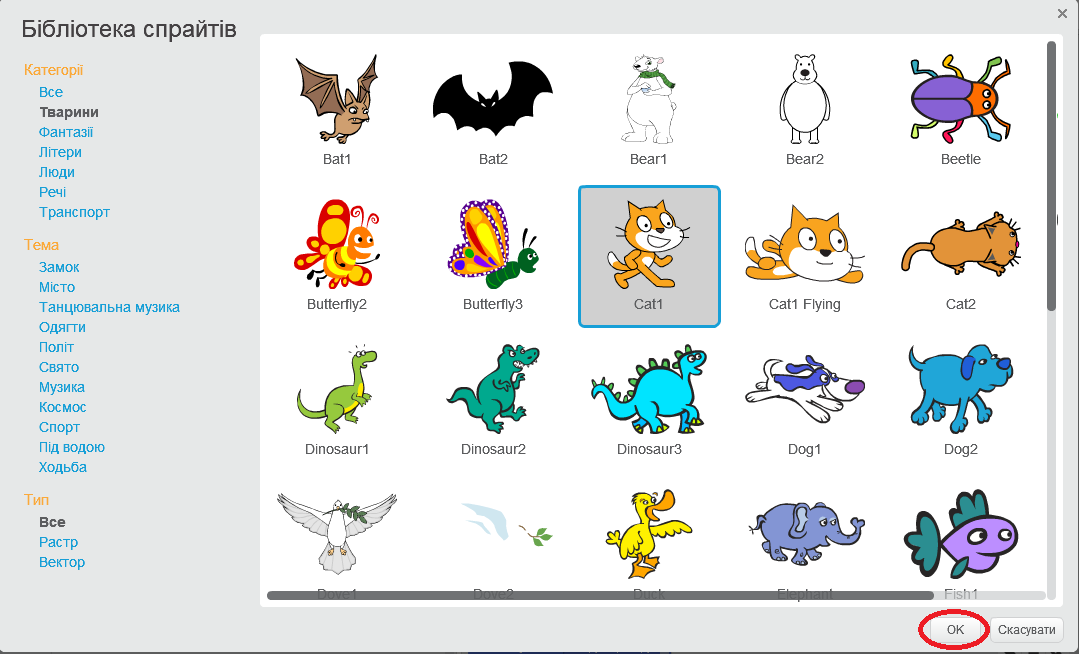 Бібліотека спрайтів
Категорії
Все
Тварини
Фантазії
Літери
Люди
Речі
Транспорт
Тема
Замок
Місто
Танцювальна музика
Одягти
Політ
Свято
Музика
Космос
Спорт
Під водою
Ходьба
Тип
Все
Растр
Вектор
Bat1 Bat2 Bear1 Bear2 Beetle
Butterfly2 Butterfly3 Cat1 Cat1 Flying Cat2
Dinosaur1 Dinosaur2 Dinosaur3 Dog1 Dog2
Dove1 Dove2 Duck Elephant Fish1
OK Скасувати